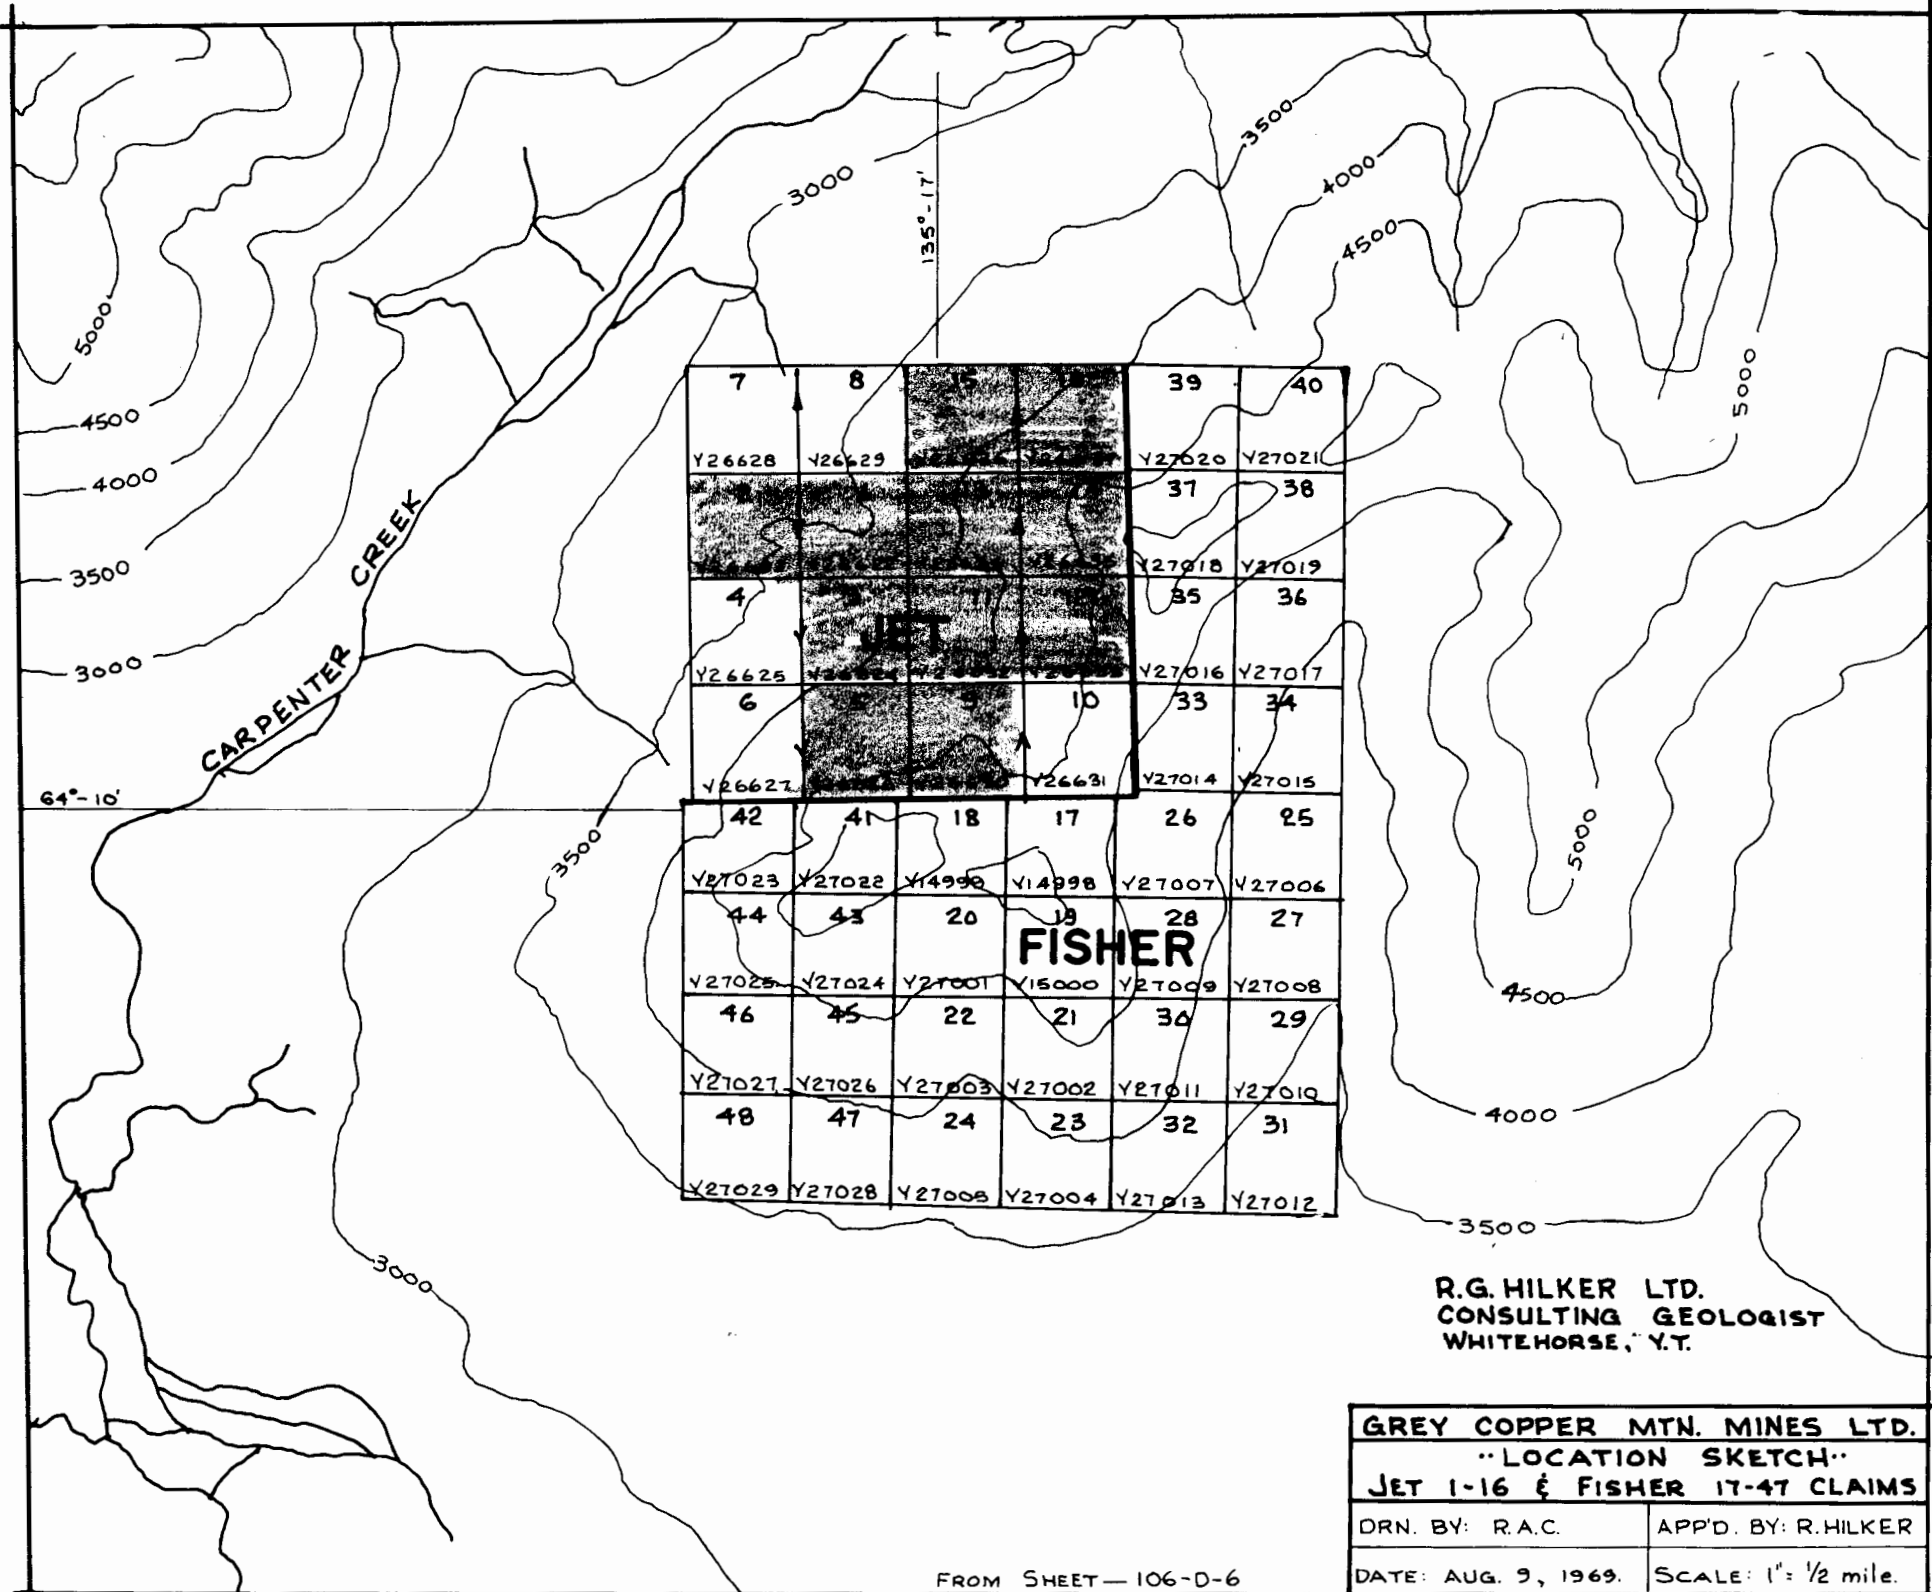 3500
3000
4000
135°-17'
4500
5000
5000
7 8 15 39 40
4500
Y26628 Y26629 Y27020 Y27021
4000
37 38
CREEK
3500
Y27018 Y27019
4 11 35 36
JET
3000
Y26625 Y27016 Y27017
CARPENTER
6 9 10 33 34
Y26627 Y26631 Y27014 Y27015
64°-10'
42 41 18 17 26 25
3500
5000
Y27023 Y27022 Y14999 Y14998 Y27007 Y27006
44 43 20 19 28 27
FISHER
Y27025 Y27024 Y27001 Y15000 Y27009 Y27008
4500
46 45 22 21 30 29
Y27027 Y27026 Y27003 Y27002 Y27011 Y27010
48 47 24 23 32 31
4000
Y27029 Y27028 Y27005 Y27004 Y27013 Y27012
3500
3000
R.G. HILKER LTD.
CONSULTING GEOLOGIST
WHITEHORSE, Y.T.
GREY COPPER MTN. MINES LTD.
"LOCATION SKETCH"
JET 1-16 & FISHER 17-47 CLAIMS
DRN. BY: R.A.C. APP'D. BY: R.HILKER
DATE: AUG. 9, 1969. SCALE: 1" = 1/2 mile.
FROM SHEET — 106-D-6